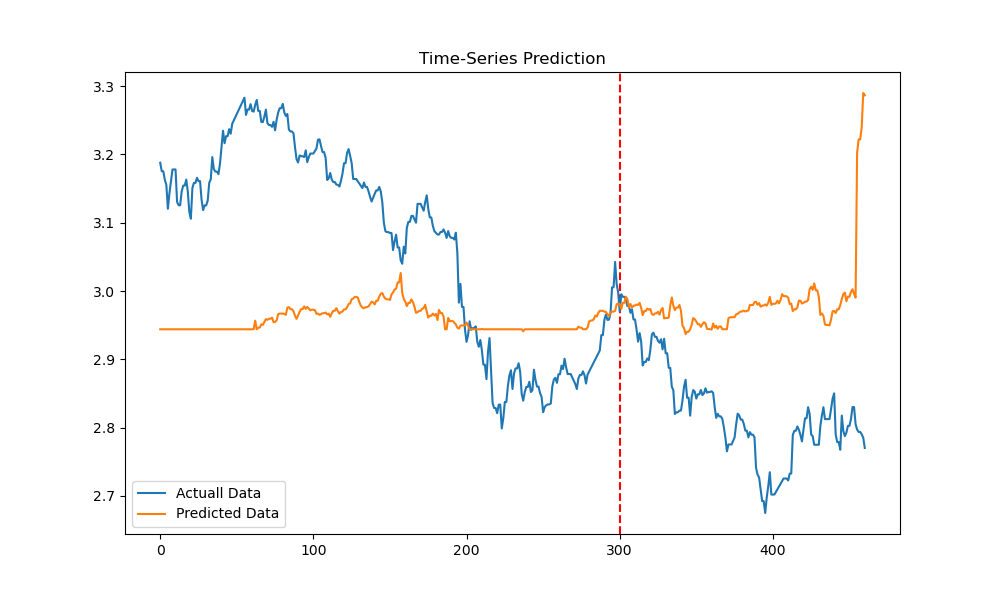 Time-Series Prediction
3.3
3.2
3.1
3.0
2.9
2.8
2.7
Actuall Data
Predicted Data
0 100 200 300 400